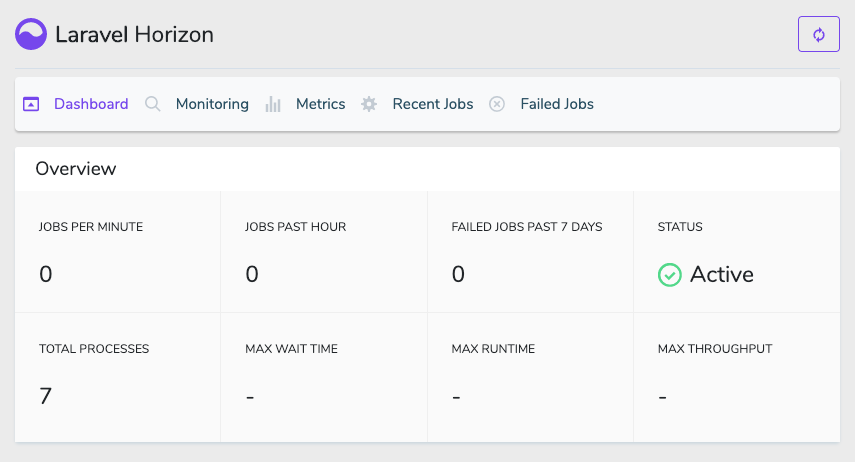 Laravel Horizon
Dashboard Monitoring Metrics Recent Jobs Failed Jobs
Overview
JOBS PER MINUTE JOBS PAST HOUR FAILED JOBS PAST 7 DAYS STATUS
0 0 0 Active
TOTAL PROCESSES MAX WAIT TIME MAX RUNTIME MAX THROUGHPUT
7 - - -